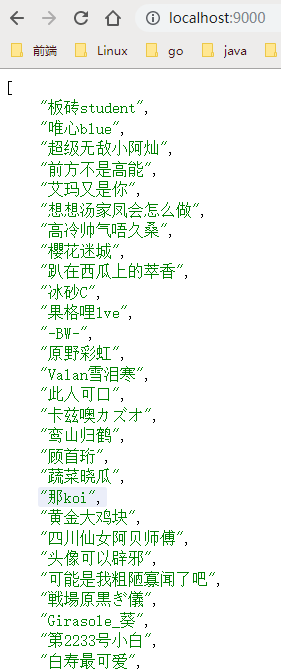 localhost:9000
前端 Linux go java
[
"板砖student",
"唯心blue",
"超级无敌小阿灿",
"前方不是高能",
"艾玛又是你",
"想想汤家凤会怎么做",
"高冷帅气唔久桑",
"櫻花迷城",
"趴在西瓜上的萃香",
"冰砂C",
"果格哩lve",
"-BW-",
"原野彩虹",
"Valan雪泪寒",
"此人可口",
"卡兹噢カズオ",
"鸾山归鹤",
"顾首珩",
"蔬菜晓瓜",
"那koi",
"黄金大鸡块",
"四川仙女阿贝师傅",
"头像可以辟邪",
"可能是我粗陋寡闻了吧",
"戦場原黒ぎ儀",
"Girasole_葵",
"第2233号小白",
"白寿最可爱",